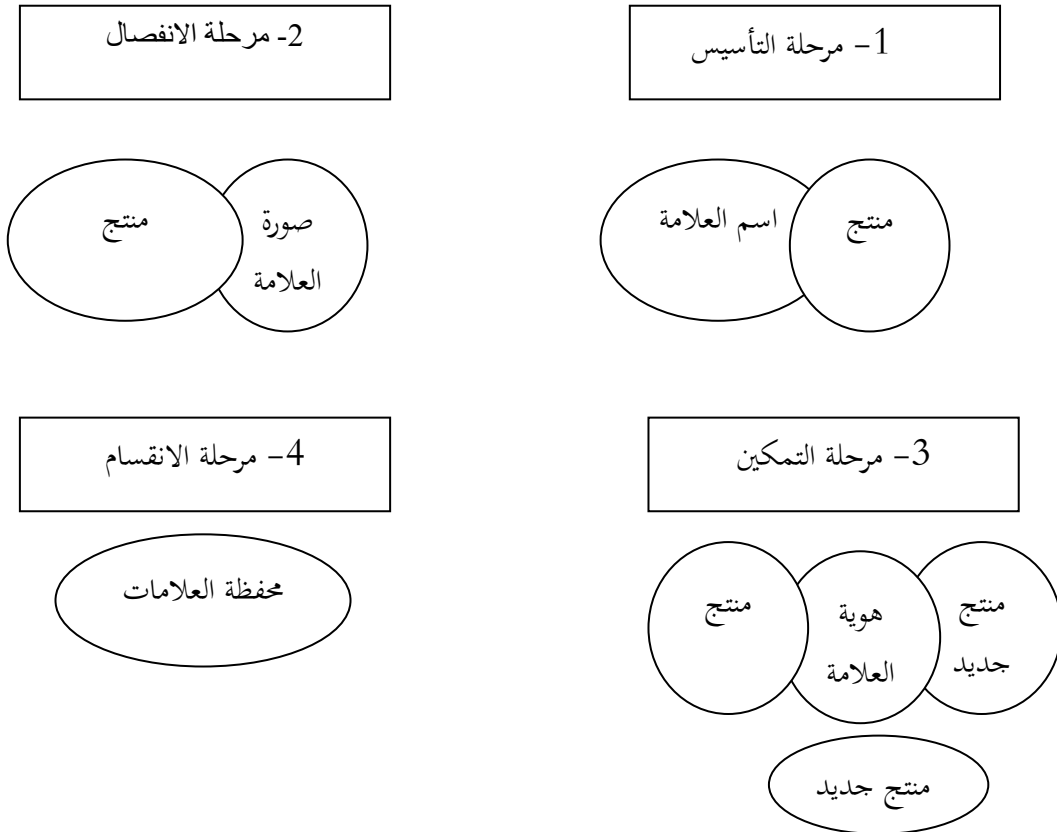 1- مرحلة التأسيس
2- مرحلة الانفصال
منتج
اسم العلامة
صورة
العلامة
منتج
3- مرحلة التمكين
4- مرحلة الانقسام
منتج
جديد
هوية
العلامة
منتج
منتج جديد
محفظة العلامات